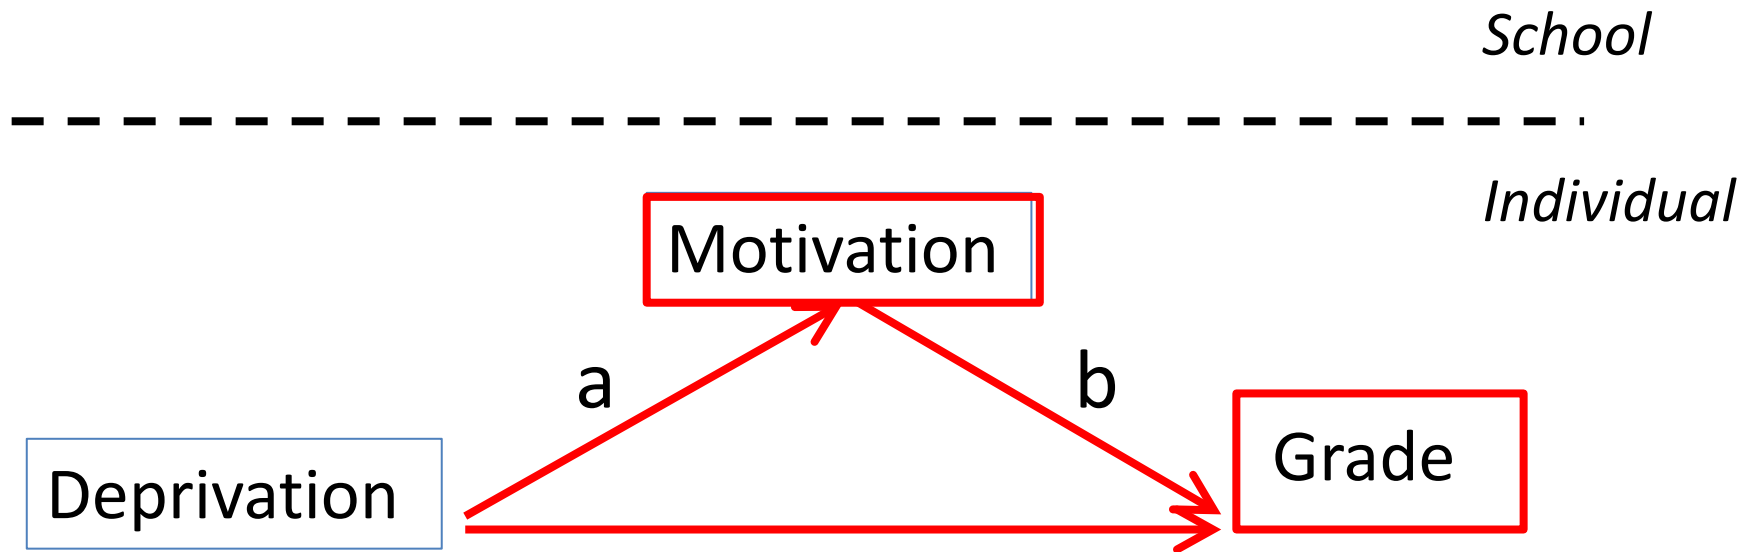 School
Individual
Motivation
a
b
Grade
Deprivation